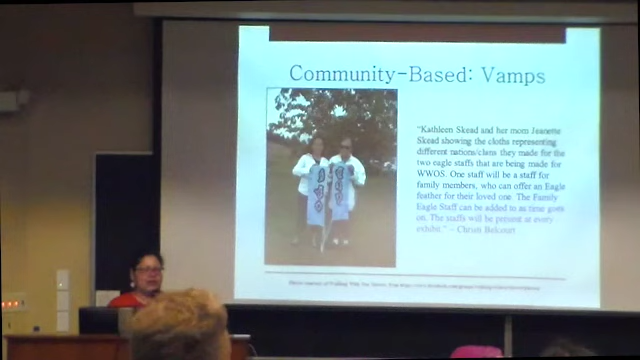 Community-Based: Vamps
"Kathleen Skead and her mom Jeanette
Skead showing the cloths representing
different nations/clans they made for the
two eagle staffs that are being made for
WWOS. One staff will be a staff for
family members, who can offer an Eagle
feather for their loved one. The Family
Eagle Staff can be added to as time goes
on. The staffs will be present at every
exhibit." - Christi Belcourt